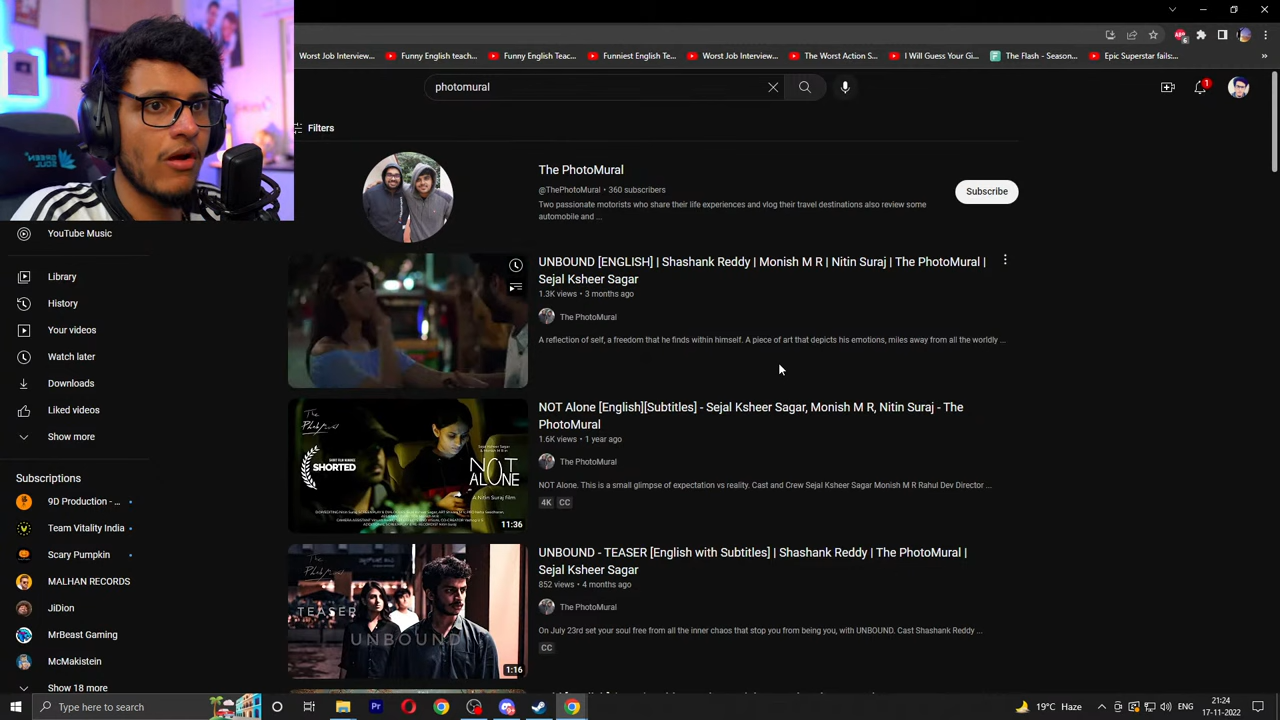 Worst Job Interview...
Funny English teach...
Funniest English Te...
Worst Job Interview...
The Worst Action S...
I Will Guess Your Gi...
The Flash - Season...
Epic Superstar fails:...
photomural
1
Filters
The PhotoMural
@ThePhotoMural • 360 subscribers
Two passionate motorists who share their life experiences and vlog their travel destinations also review some
automobile and ...
Subscribe
YouTube Music
Library
History
Your videos
Watch later
Downloads
Liked videos
Show more
Subscriptions
9D Production - ...
Team Vitality India
Scary Pumpkin
MALHAN RECORDS
JiDion
MrBeast Gaming
McMakistein
Show 18 more
UNBOUND [ENGLISH] | Shashank Reddy | Monish M R | Nitin Suraj | The PhotoMural |
Sejal Ksheer Sagar
1.3K views • 3 months ago
The PhotoMural
A reflection of self, a freedom that he finds within himself. A piece of art that depicts his emotions, miles away from all the worldly ...
The
PhotoMural
SHORTED
NOT
ALONE
A Nitin Suraj film
11:36
NOT Alone [English][Subtitles] - Sejal Ksheer Sagar, Monish M R, Nitin Suraj - The
PhotoMural
1.6K views • 1 year ago
The PhotoMural
NOT Alone. This is a small glimpse of expectation vs reality. Cast and Crew Sejal Ksheer Sagar Monish M R Rahul Dev Director ...
4K CC
TEASER
UNBOUND
1:16
UNBOUND - TEASER [English with Subtitles] | Shashank Reddy | The PhotoMural |
Sejal Ksheer Sagar
852 views • 4 months ago
The PhotoMural
On July 23rd set your soul free from all the inner chaos that stop you from being you, with UNBOUND. Cast Shashank Reddy ...
CC
Type here to search
19°C Haze
ENG
21:24
17-11-2022